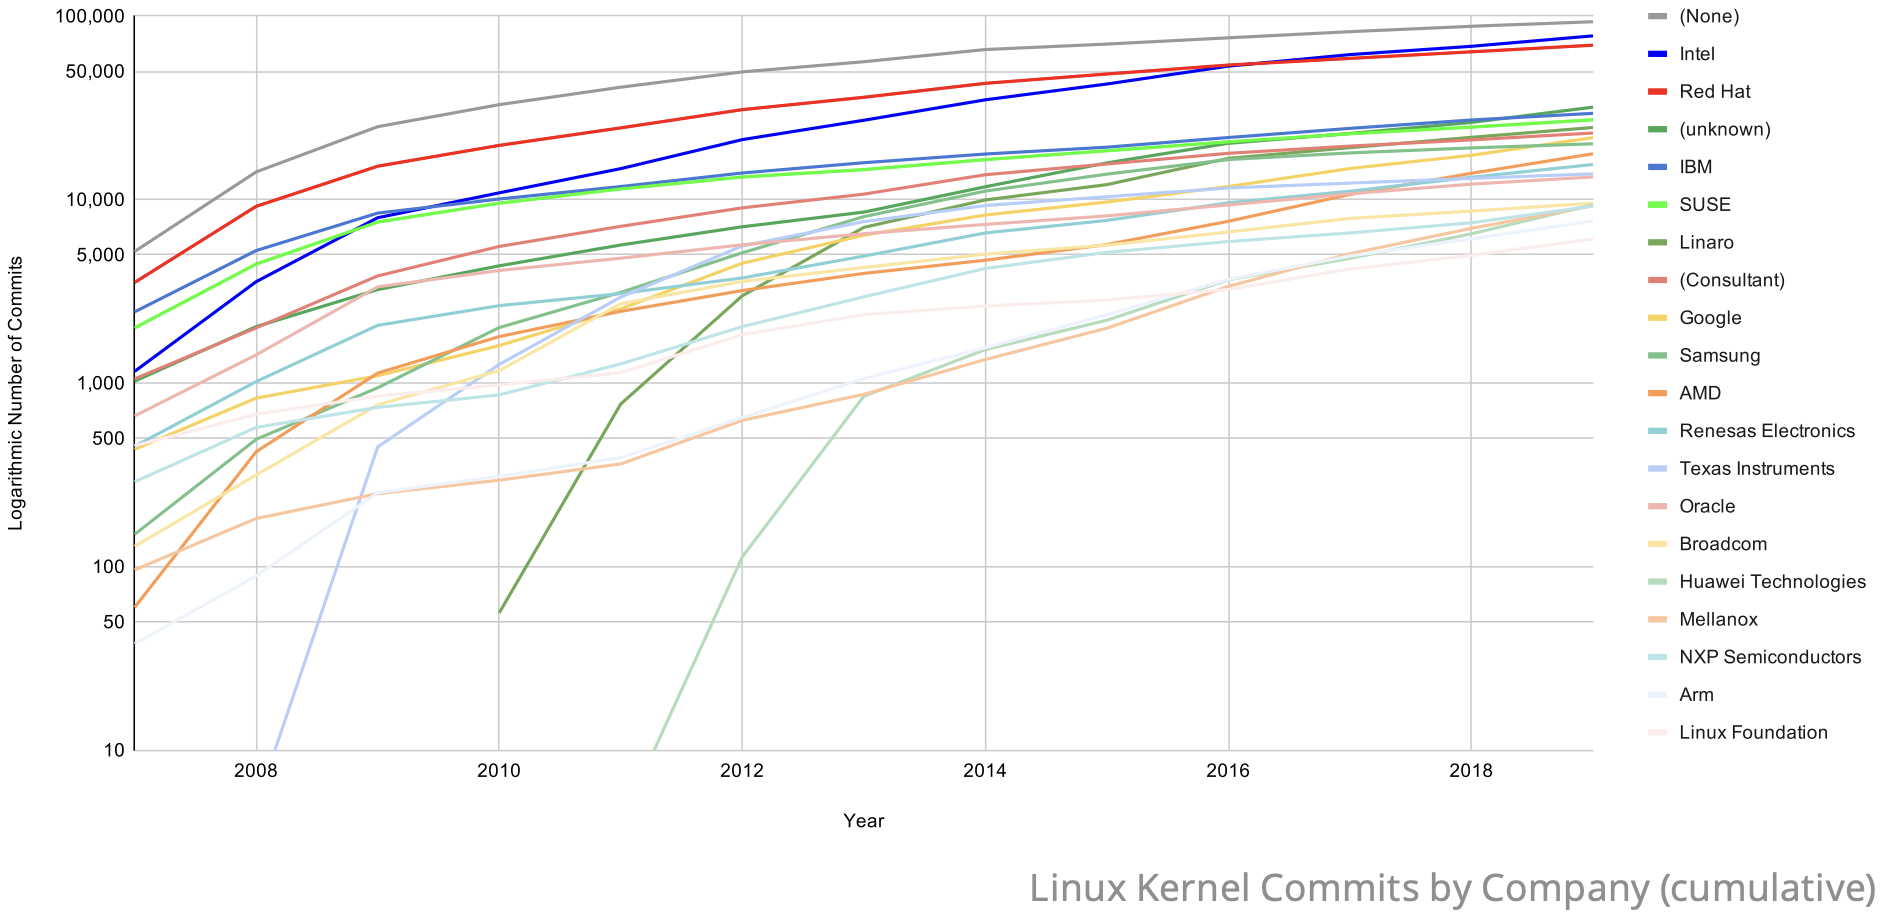 100,000
50,000
10,000
5,000
1,000
500
100
50
10
Logarithmic Number of Commits
2008
2010
2012
2014
2016
2018
Year
(None)
Intel
Red Hat
(unknown)
IBM
SUSE
Linaro
(Consultant)
Google
Samsung
AMD
Renesas Electronics
Texas Instruments
Oracle
Broadcom
Huawei Technologies
Mellanox
NXP Semiconductors
Arm
Linux Foundation
Linux Kernel Commits by Company (cumulative)